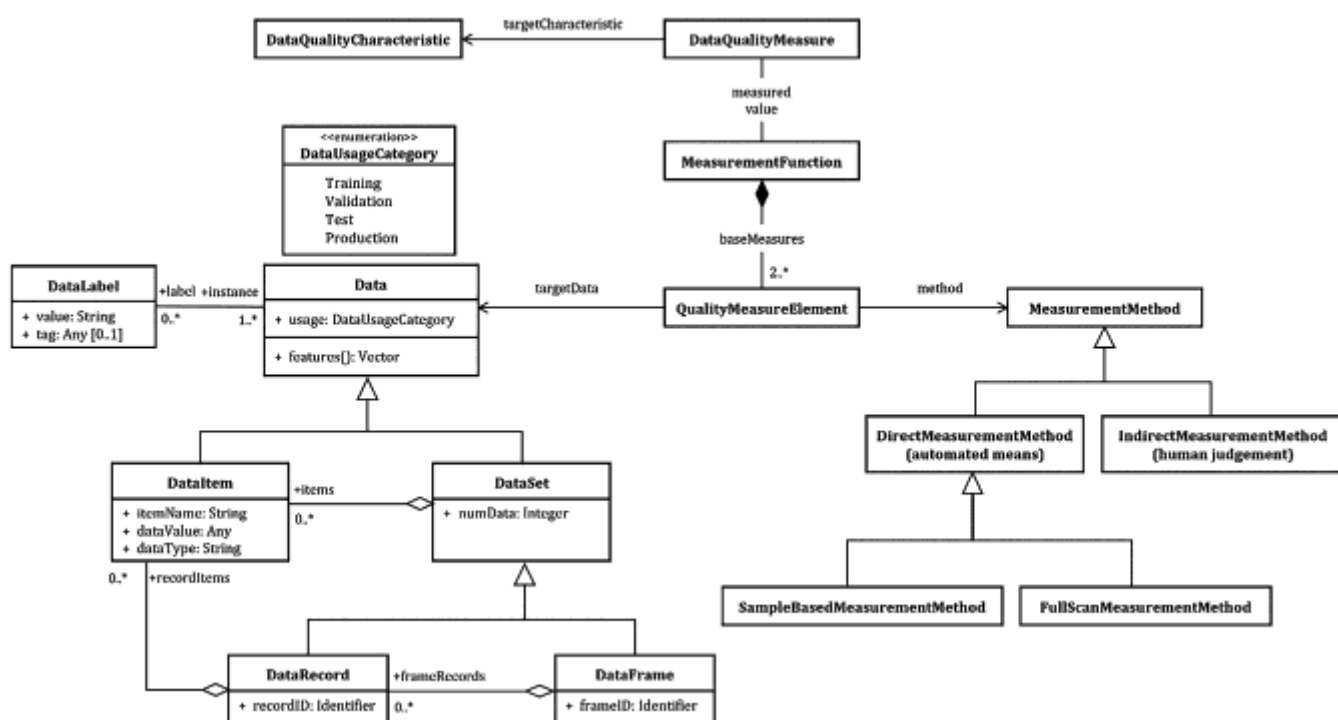 targetCharacteristic
DataQualityCharacteristic
DataQualityMeasure
measured
value
<<enumeration>>
DataUsageCategory
Training
Validation
Test
Production
MeasurementFunction
baseMeasures
2..*
DataLabel
+ value: String
+ tag: Any [0..1]
+label +instance
0..*
1..*
Data
+ usage: DataUsageCategory
+ features[]: Vector
targetData
QualityMeasureElement
method
MeasurementMethod
DirectMeasurementMethod
(automated means)
IndirectMeasurementMethod
(human judgement)
DataItem
+ itemName: String
+ dataValue: Any
+ dataType: String
+items
0..*
DataSet
+ numData: Integer
0..*
+recordItems
SampleBasedMeasurementMethod
FullScanMeasurementMethod
DataRecord
+ recordID: Identifier
+frameRecords
0..*
DataFrame
+ frameID: Identifier